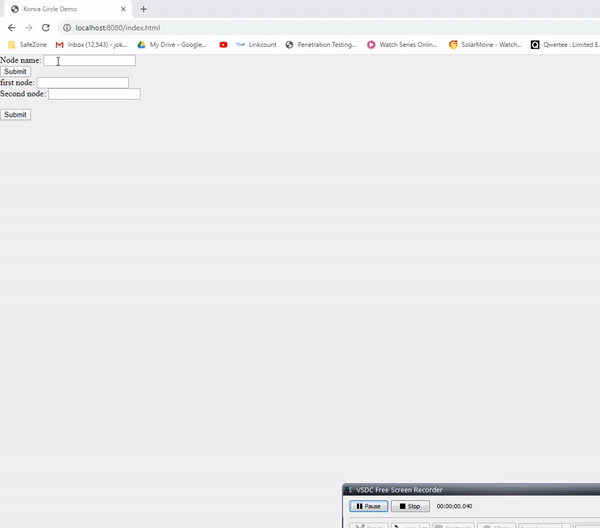 Konva Circle Demo
localhost:8080/index.html
SafeZone Inbox (12,543) - jok... My Drive - Google... Linkcount Penetration Testing... Watch Series Onlin... SolarMovie - Watch... Qwertee : Limited E
Node name:
Submit
first node:
Second node:
Submit
VSDC Free Screen Recorder
Pause Stop 00:00:00.040